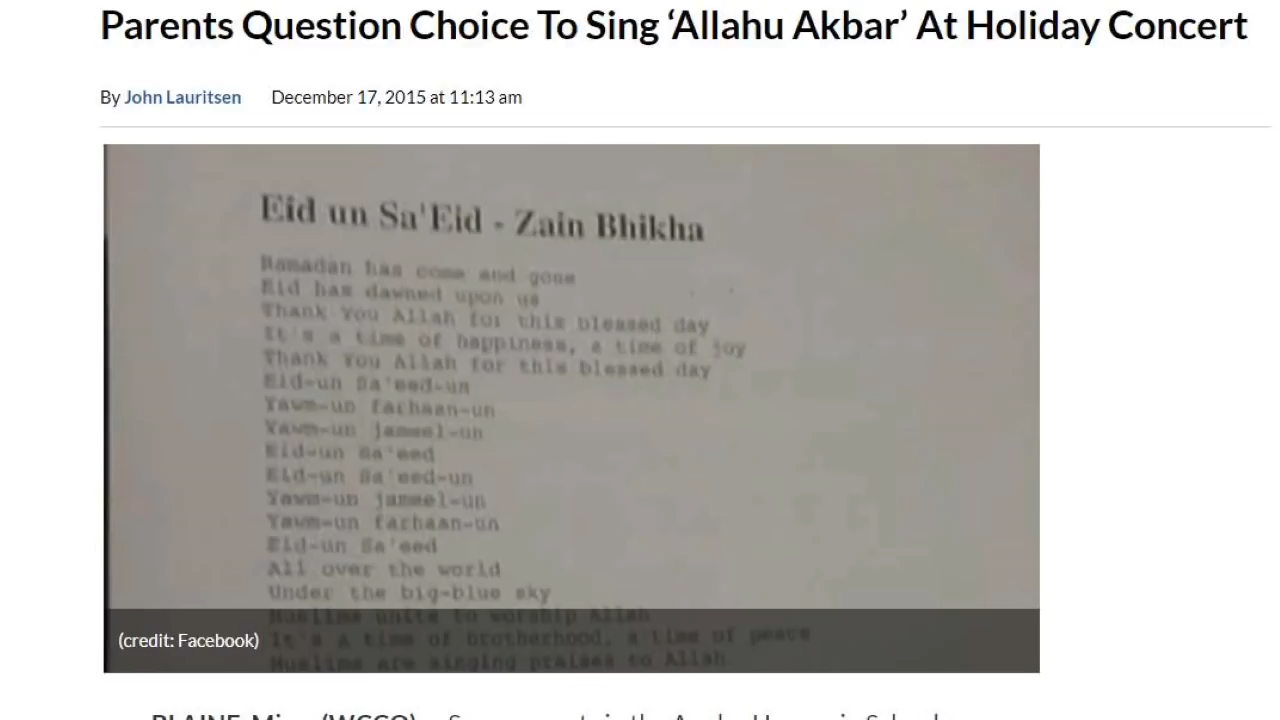 Parents Question Choice To Sing ‘Allahu Akbar’ At Holiday Concert
By John Lauritsen December 17, 2015 at 11:13 am
Eid un Sa'Eid - Zain Bhikha
Ramadan has come and gone
Eid has dawned upon us
Thank You Allah for this blessed day
It's a time of happiness, a time of joy
Thank You Allah for this blessed day
Eid-un Sa'eed-un
Yawm-un farhaan-un
Yawm-un jameel-un
Eid-un Sa'eed
Eid-un Sa'eed-un
Yawm-un jameel-un
Yawm-un farhaan-un
Eid-un Sa'eed
All over the world
Under the big-blue sky
Muslims unite to worship Allah
(credit: Facebook)
It's a time of brotherhood, a time of peace
Muslims are singing praises to Allah